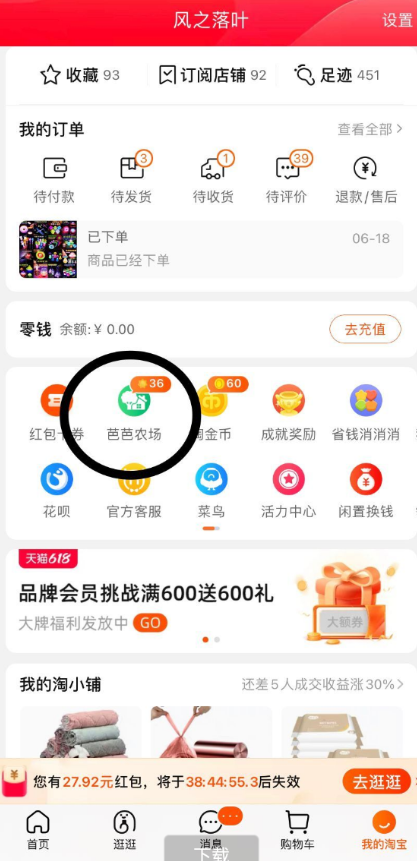 风之落叶
设置
收藏 93
订阅店铺 92
足迹 451
我的订单
查看全部
3
1
39
待付款
待发货
待收货
待评价
退款/售后
已下单
06-18
商品已经下单
零钱 余额:¥ 0.00
去充值
36
60
红包卡券
芭芭农场
淘金币
成就奖励
省钱消消消
花呗
官方客服
菜鸟
活力中心
闲置换钱
天猫618
品牌会员挑战满600送600礼
大牌福利发放中 GO
大额券
我的淘小铺
还差5人成交收益涨30%
您有27.92元红包，将于38:44:55.3后失效
去逛逛
首页
逛逛
消息
购物车
我的淘宝
下载